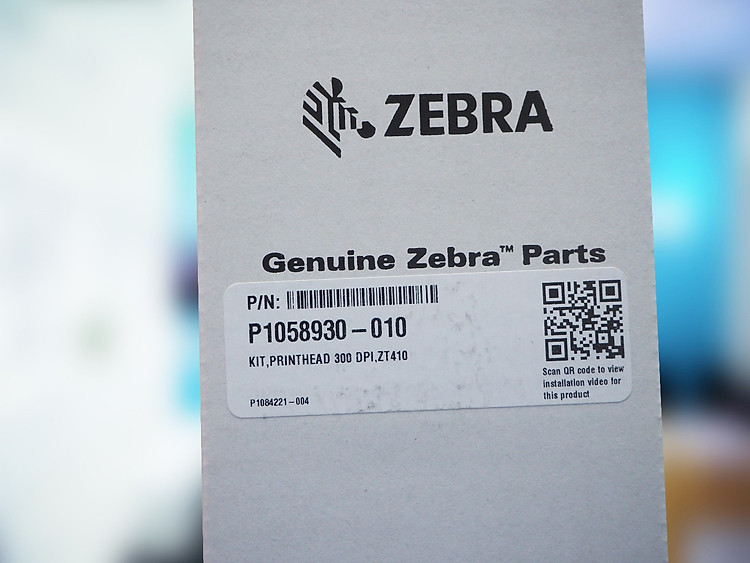 ZEBRA
Genuine Zebra™ Parts
P/N:
P1058930-010
KIT,PRINTHEAD 300 DPI,ZT410
P1084221-004
Scan QR code to view
installation video for
this product